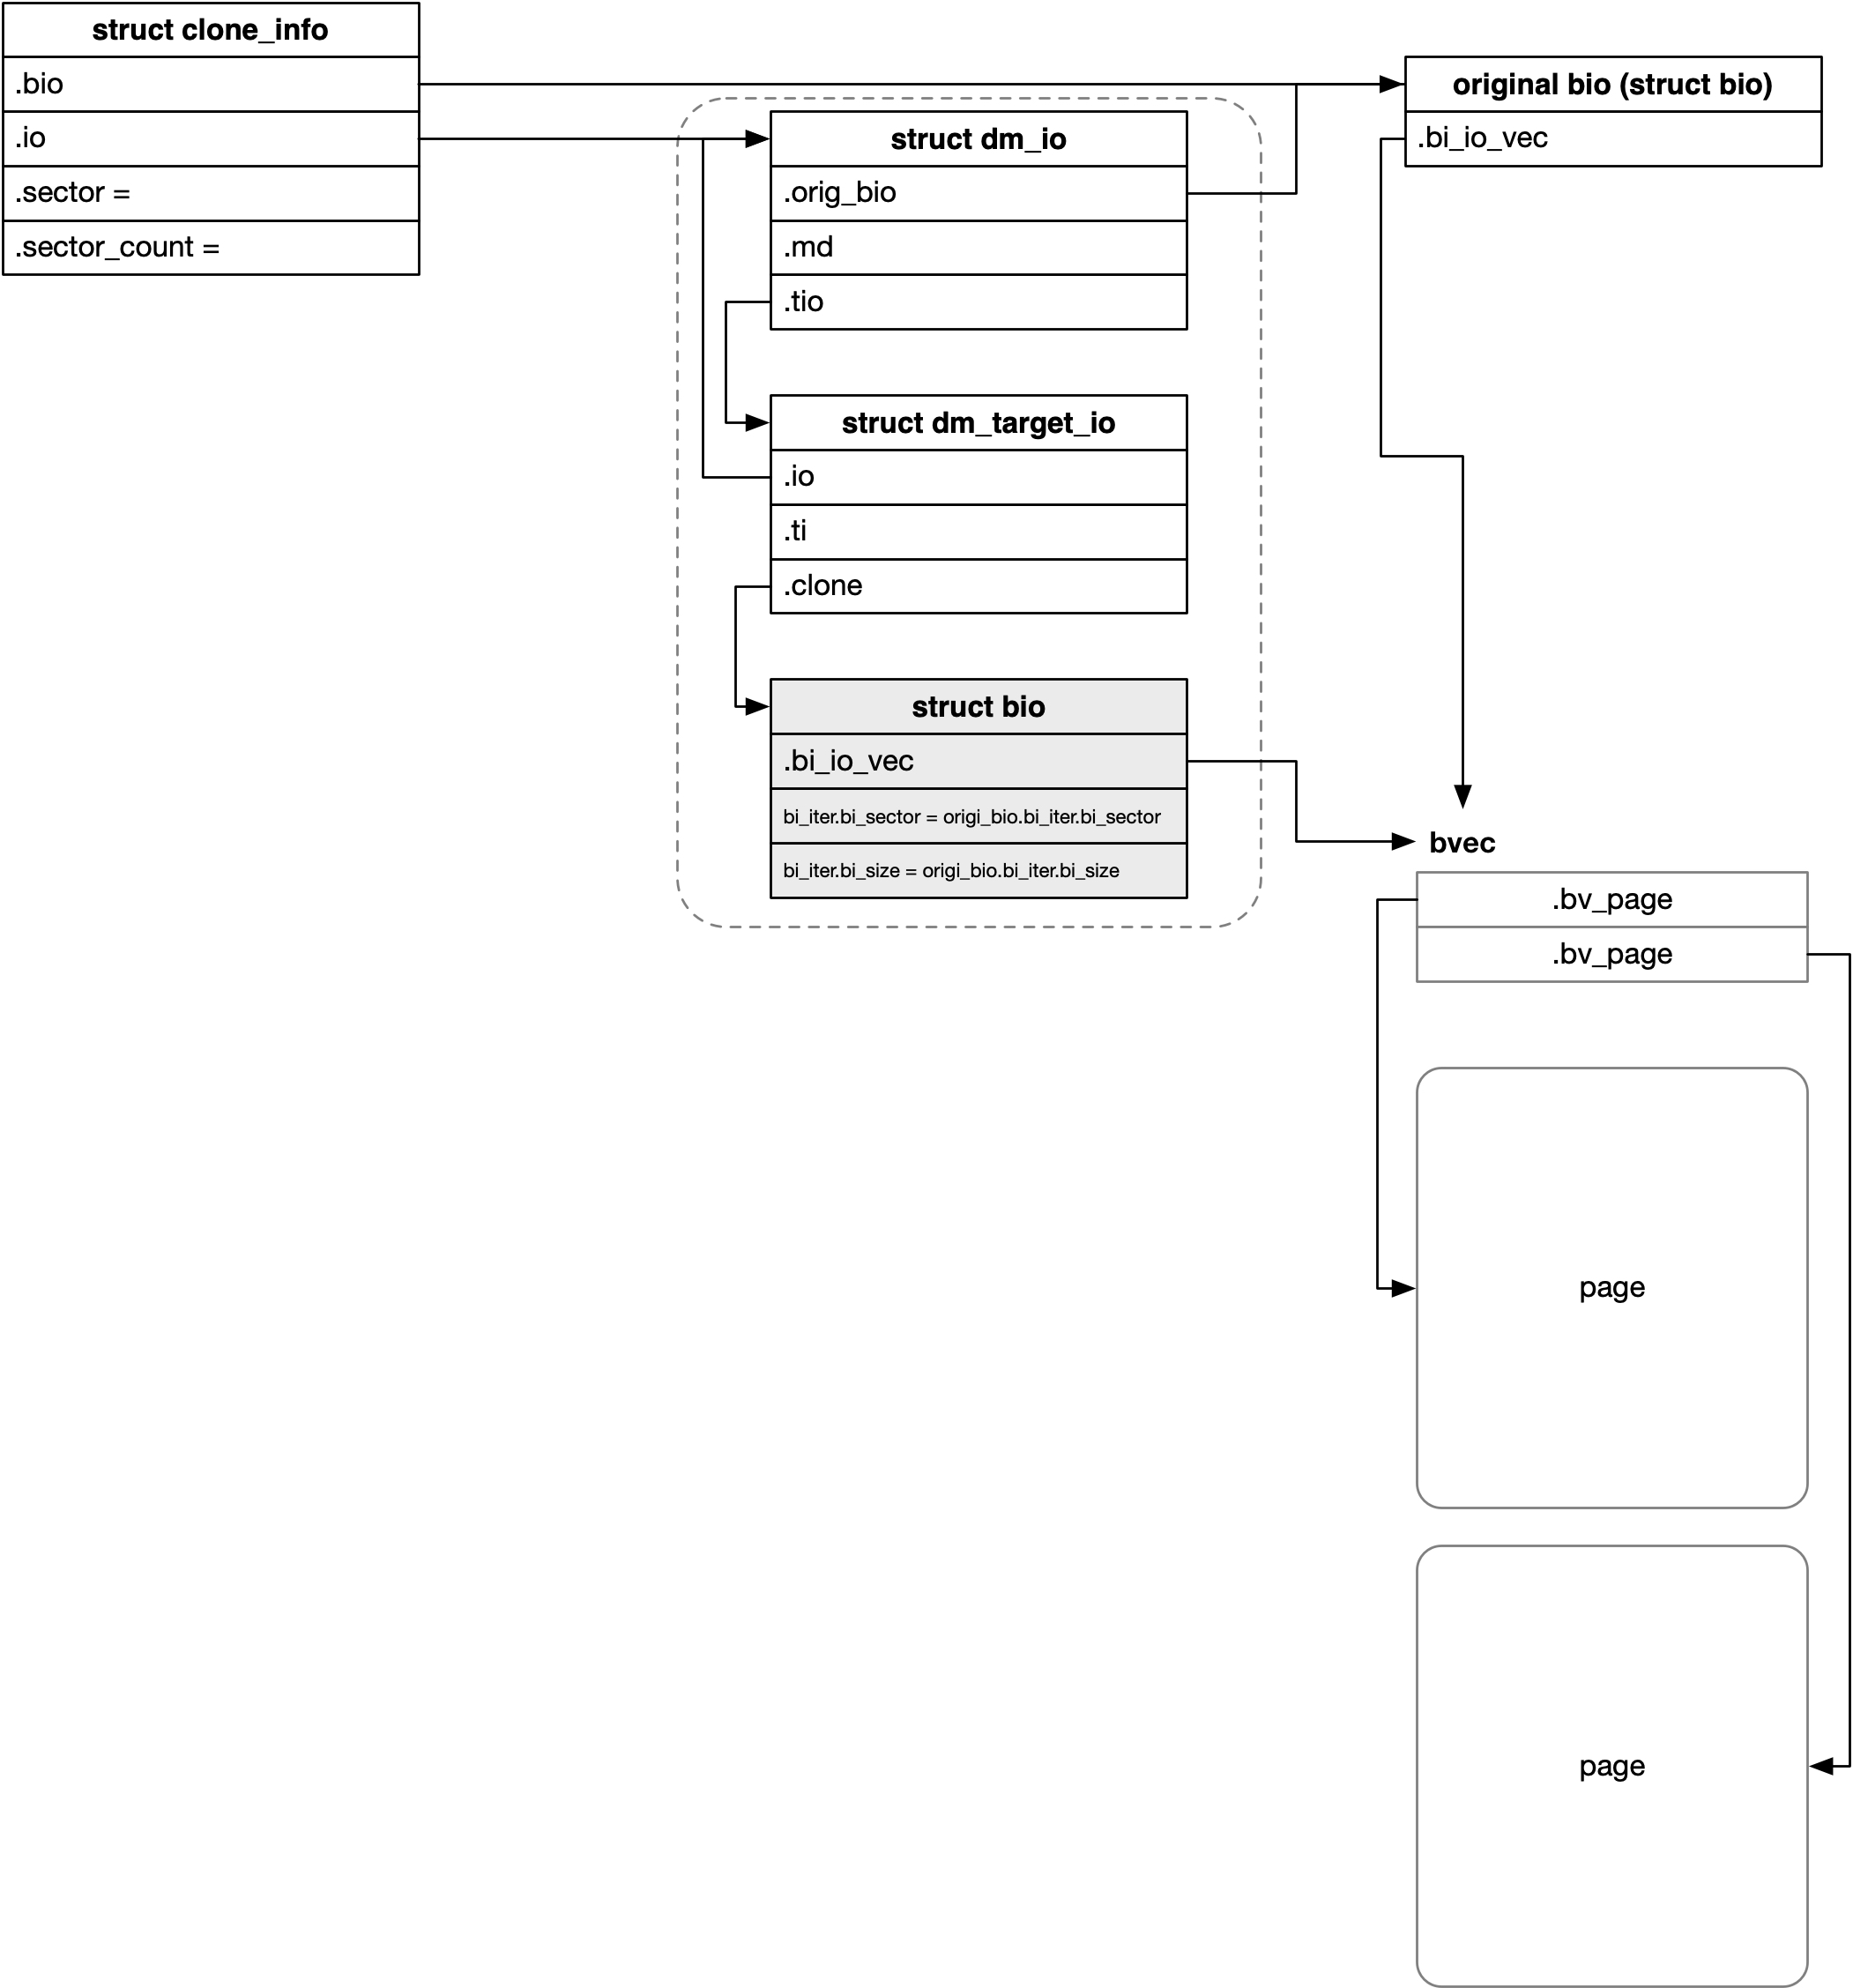 struct clone_info
.bio
.io
.sector =
.sector_count =
struct dm_io
.orig_bio
.md
.tio
struct dm_target_io
.io
.ti
.clone
struct bio
.bi_io_vec
bi_iter.bi_sector = origi_bio.bi_iter.bi_sector
bi_iter.bi_size = origi_bio.bi_iter.bi_size
original bio (struct bio)
.bi_io_vec
bvec
.bv_page
.bv_page
page
page